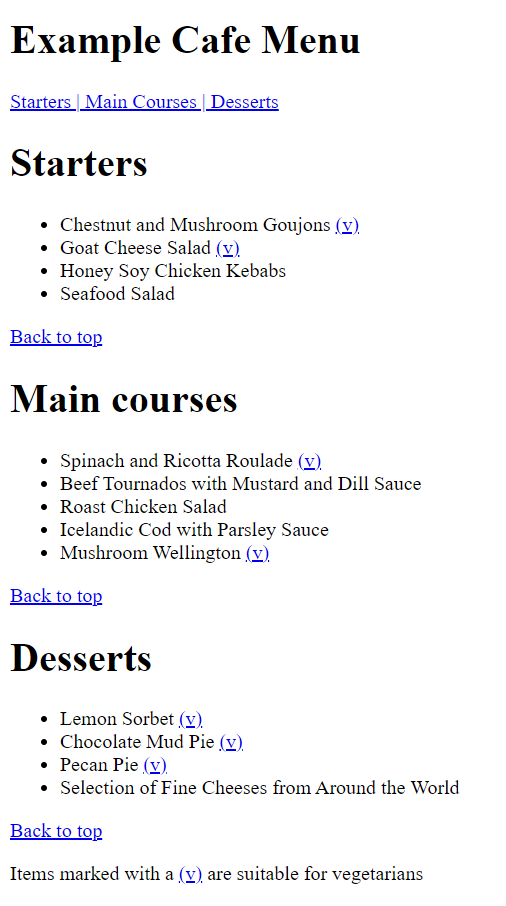 Example Cafe Menu
Starters | Main Courses | Desserts
Starters
• Chestnut and Mushroom Goujons (v)
• Goat Cheese Salad (v)
• Honey Soy Chicken Kebabs
• Seafood Salad
Back to top
Main courses
• Spinach and Ricotta Roulade (v)
• Beef Tournados with Mustard and Dill Sauce
• Roast Chicken Salad
• Icelandic Cod with Parsley Sauce
• Mushroom Wellington (v)
Back to top
Desserts
• Lemon Sorbet (v)
• Chocolate Mud Pie (v)
• Pecan Pie (v)
• Selection of Fine Cheeses from Around the World
Back to top
Items marked with a (v) are suitable for vegetarians